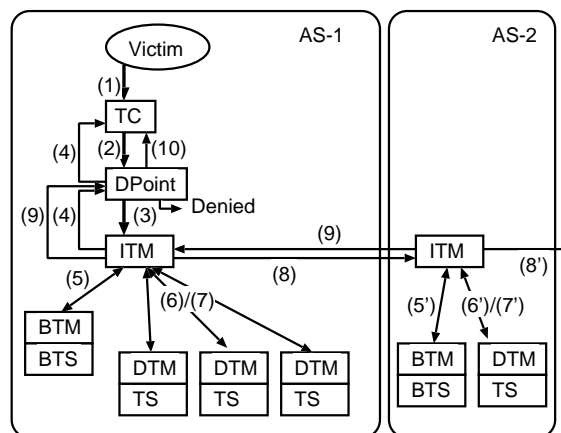 AS-1
AS-2
Victim
(1)
TC
(4)
(2)
(10)
DPoint
Denied
(9)
(4)
(3)
ITM
(9)
ITM
(8)
(8’)
(5)
(6)/(7)
(5’)
(6’)/(7’)
BTM
BTS
DTM
TS
DTM
TS
DTM
TS
BTM
BTS
DTM
TS